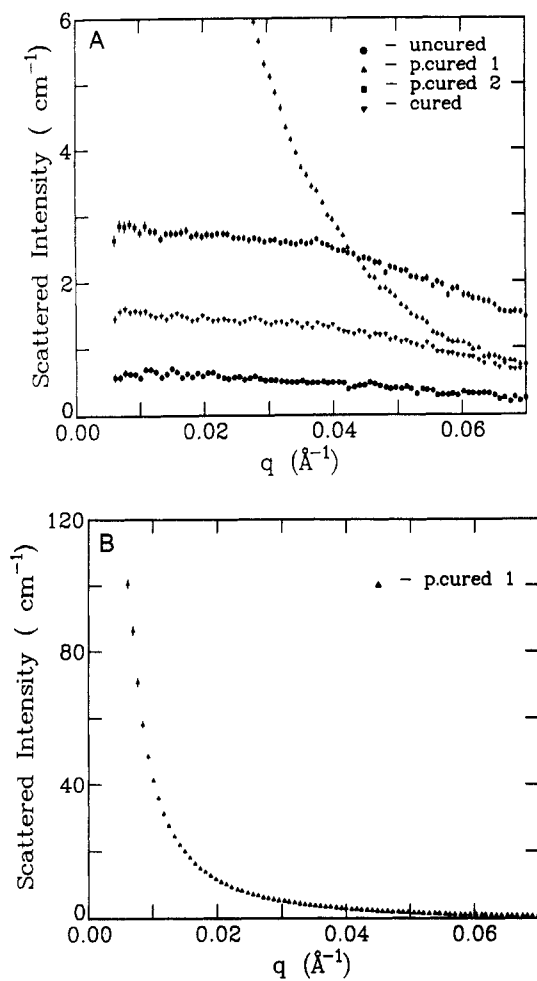 A
6
4
2
0
Scattered Intensity ( cm⁻¹)
● – uncured
▲ – p.cured 1
■ – p.cured 2
▼ – cured
0.00 0.02 0.04 0.06
q (Å⁻¹)
B
120
80
40
0
Scattered Intensity ( cm⁻¹)
▲ – p.cured 1
0.00 0.02 0.04 0.06
q (Å⁻¹)